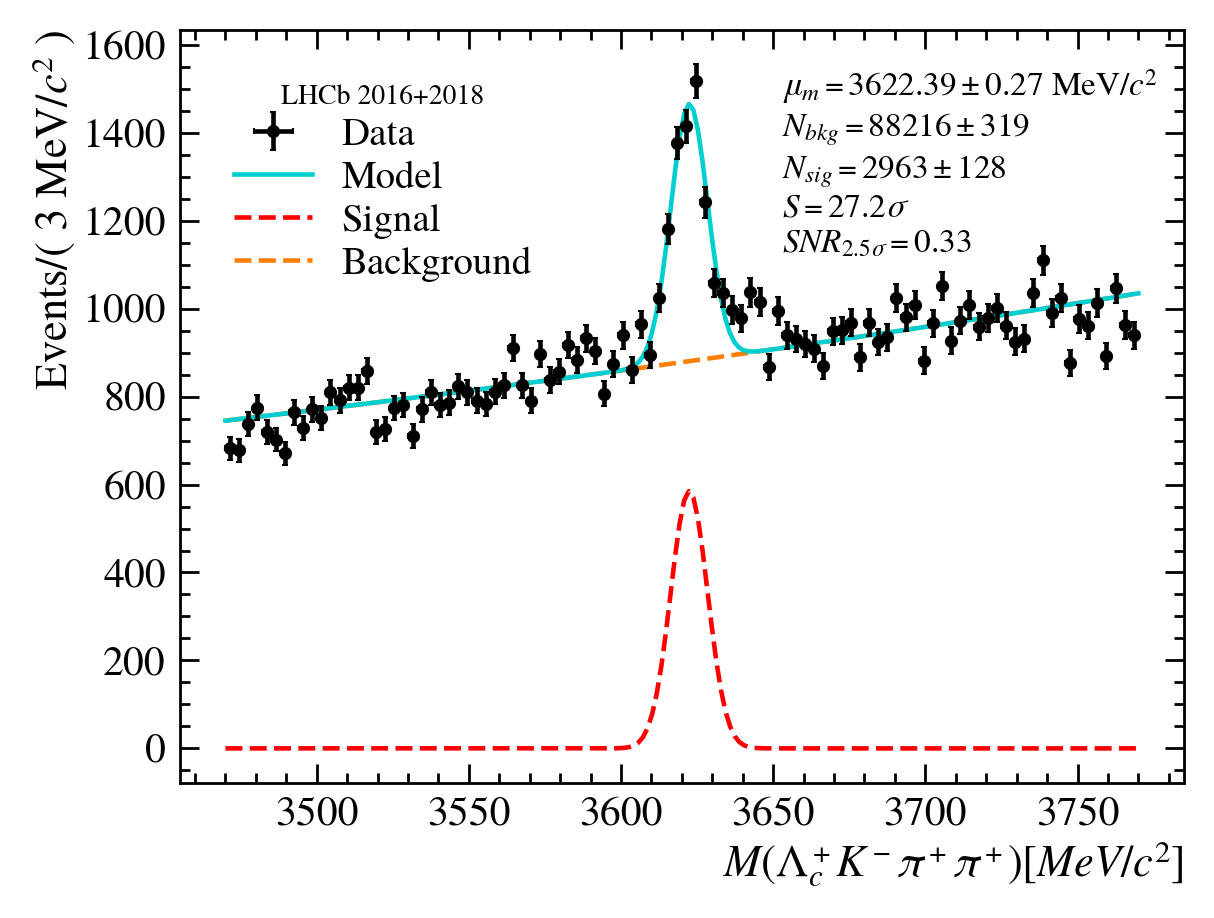 Events/( 3 MeV/c² )
1600
1400
1200
1000
800
600
400
200
0
LHCb 2016+2018
Data
Model
Signal
Background
μₘ = 3622.39 ± 0.27 MeV/c²
N_bkg = 88216 ± 319
N_sig = 2963 ± 128
S = 27.2σ
SNR_2.5σ = 0.33
3500 3550 3600 3650 3700 3750
M(Λ_c⁺K⁻π⁺π⁺)[MeV/c²]